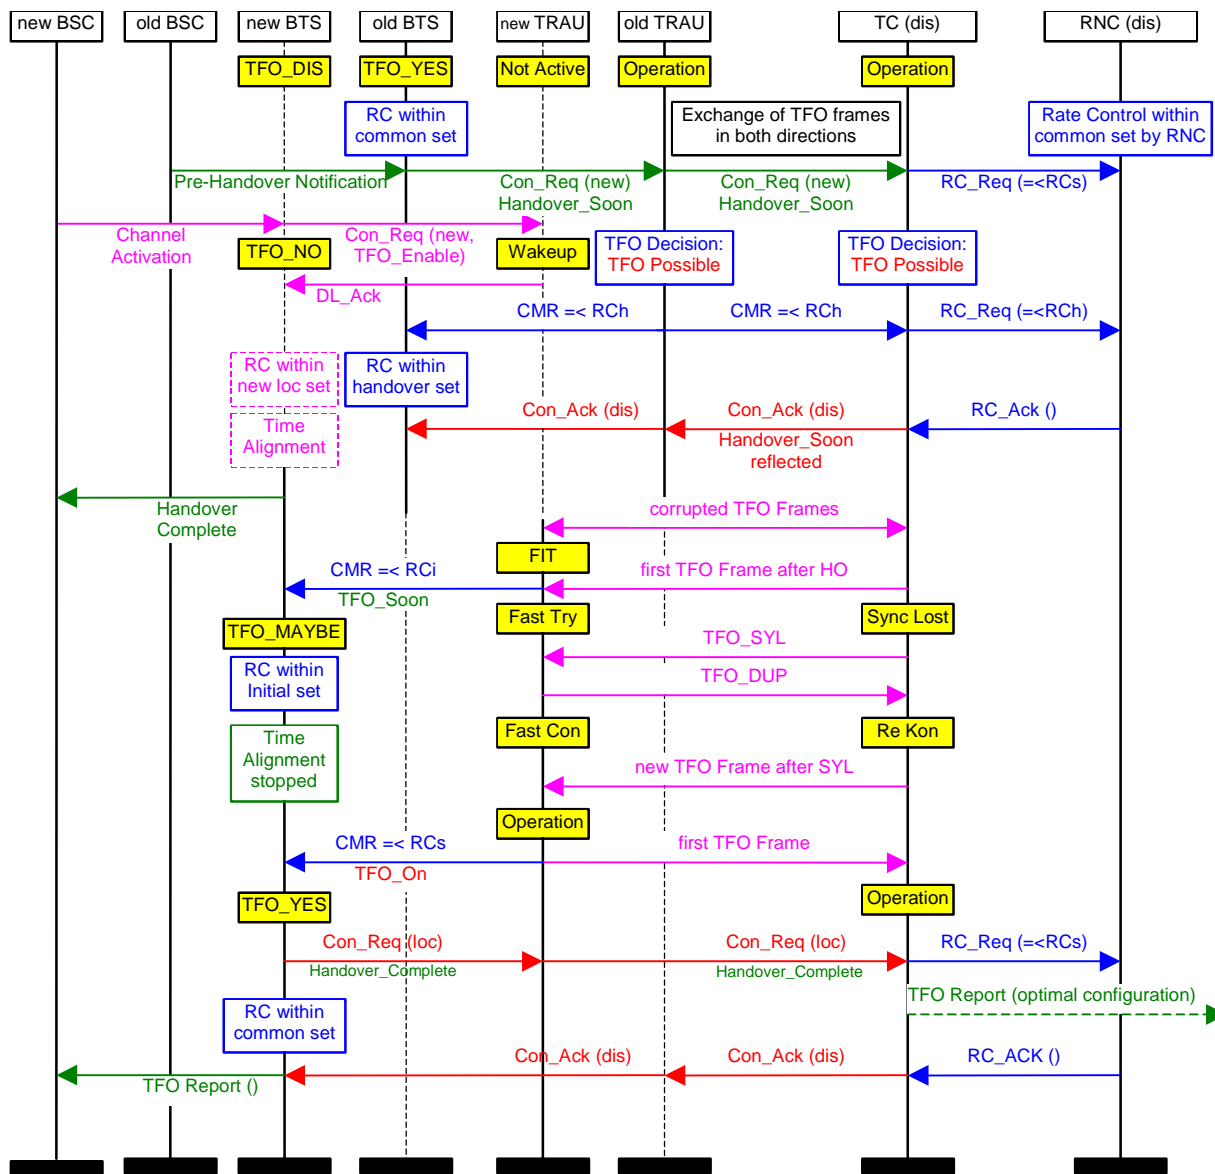 new BSC
old BSC
new BTS
old BTS
new TRAU
old TRAU
TC (dis)
RNC (dis)
TFO_DIS
TFO_YES
Not Active
Operation
Operation
RC within
common set
Exchange of TFO frames
in both directions
Rate Control within
common set by RNC
Pre-Handover Notification
Con_Req (new)
Handover_Soon
Con_Req (new)
Handover_Soon
RC_Req (=<RCs)
Channel
Activation
Con_Req (new,
TFO_Enable)
TFO_NO
Wakeup
TFO Decision:
TFO Possible
TFO Decision:
TFO Possible
DL_Ack
CMR =< RCh
CMR =< RCh
RC_Req (=<RCh)
RC within
new loc set
RC within
handover set
Time
Alignment
Con_Ack (dis)
Con_Ack (dis)
Handover_Soon
reflected
RC_Ack ()
Handover
Complete
corrupted TFO Frames
FIT
CMR =< RCi
TFO_Soon
first TFO Frame after HO
Fast Try
Sync Lost
TFO_MAYBE
TFO_SYL
RC within
Initial set
TFO_DUP
Fast Con
Re Kon
Time
Alignment
stopped
new TFO Frame after SYL
Operation
CMR =< RCs
TFO_On
first TFO Frame
TFO_YES
Operation
Con_Req (loc)
Handover_Complete
Con_Req (loc)
Handover_Complete
RC_Req (=<RCs)
TFO Report (optimal configuration)
RC within
common set
Con_Ack (dis)
Con_Ack (dis)
RC_ACK ()
TFO Report ()